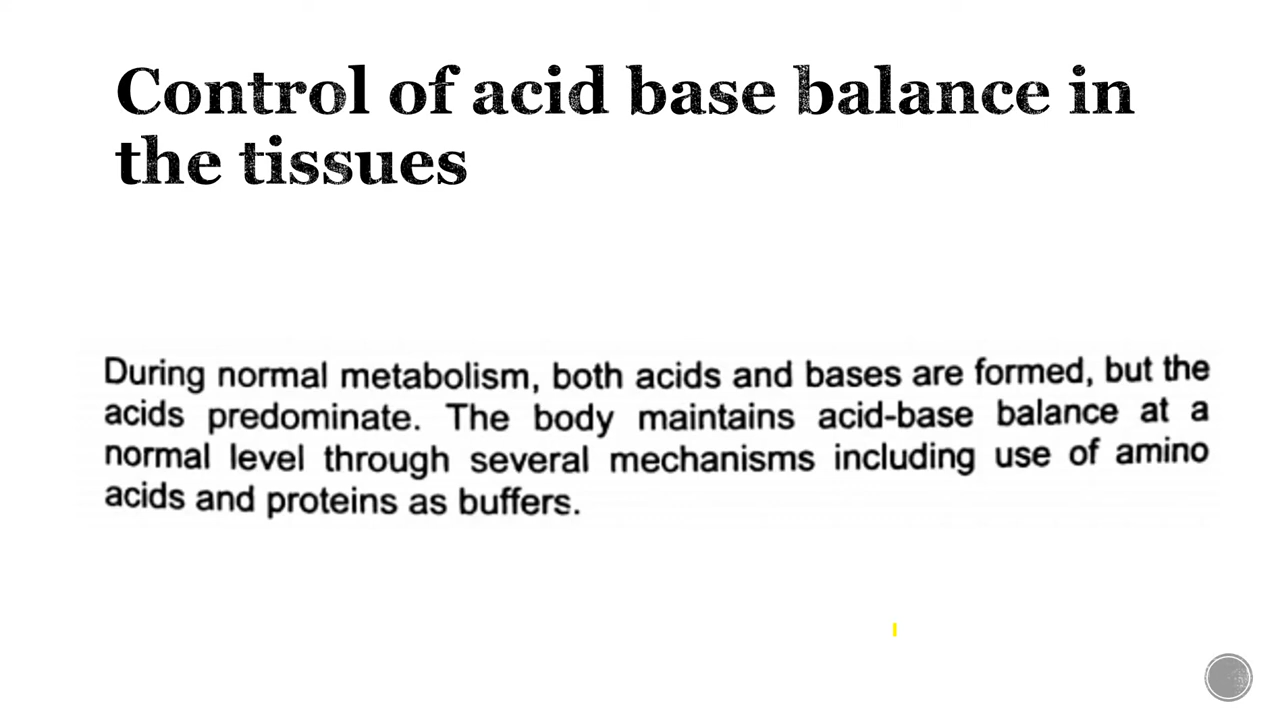 Control of acid base balance in
the tissues
During normal metabolism, both acids and bases are formed, but the
acids predominate. The body maintains acid-base balance at a
normal level through several mechanisms including use of amino
acids and proteins as buffers.